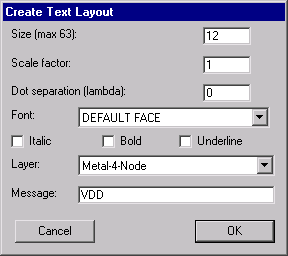 Create Text Layout
Size (max 63): 12
Scale factor: 1
Dot separation (lambda): 0
Font: DEFAULT FACE
Italic Bold Underline
Layer: Metal-4-Node
Message: VDD
Cancel OK